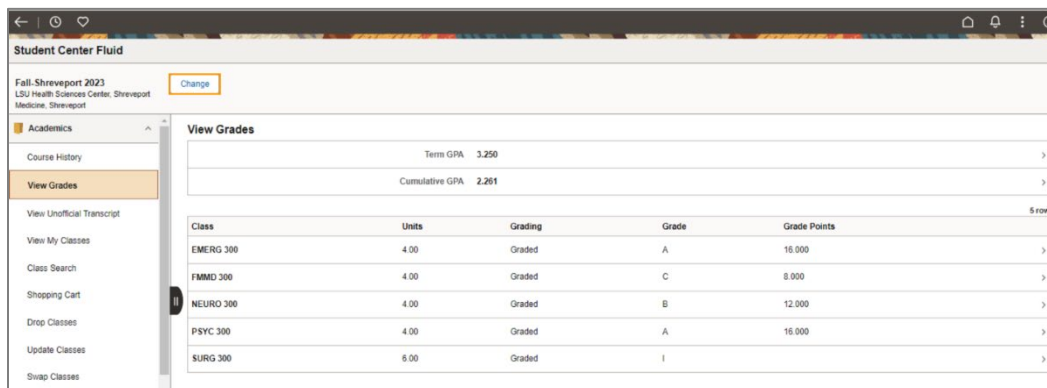 Student Center Fluid
Fall-Shreveport 2023
LSU Health Sciences Center, Shreveport
Medicine, Shreveport
Change
Academics
Course History
View Grades
View Unofficial Transcript
View My Classes
Class Search
Shopping Cart
Drop Classes
Update Classes
Swap Classes
View Grades
Term GPA 3.250
Cumulative GPA 2.261
5 row
Class Units Grading Grade Grade Points
EMERG 300 4.00 Graded A 16.000
FMMD 300 4.00 Graded C 8.000
NEURO 300 4.00 Graded B 12.000
PSYC 300 4.00 Graded A 16.000
SURG 300 6.00 Graded I